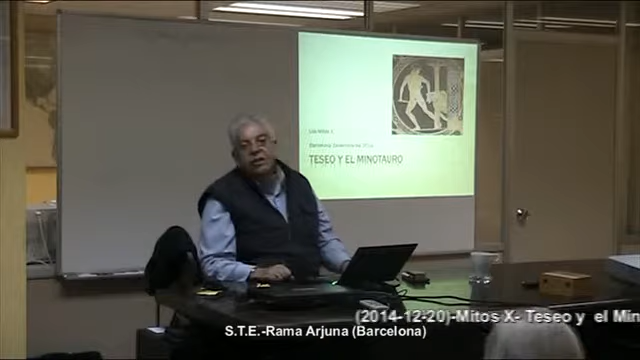 TESEO Y EL MINOTAURO
(2014-12-20)-Mitos X- Teseo y el Min
S.T.E.-Rama Arjuna (Barcelona)